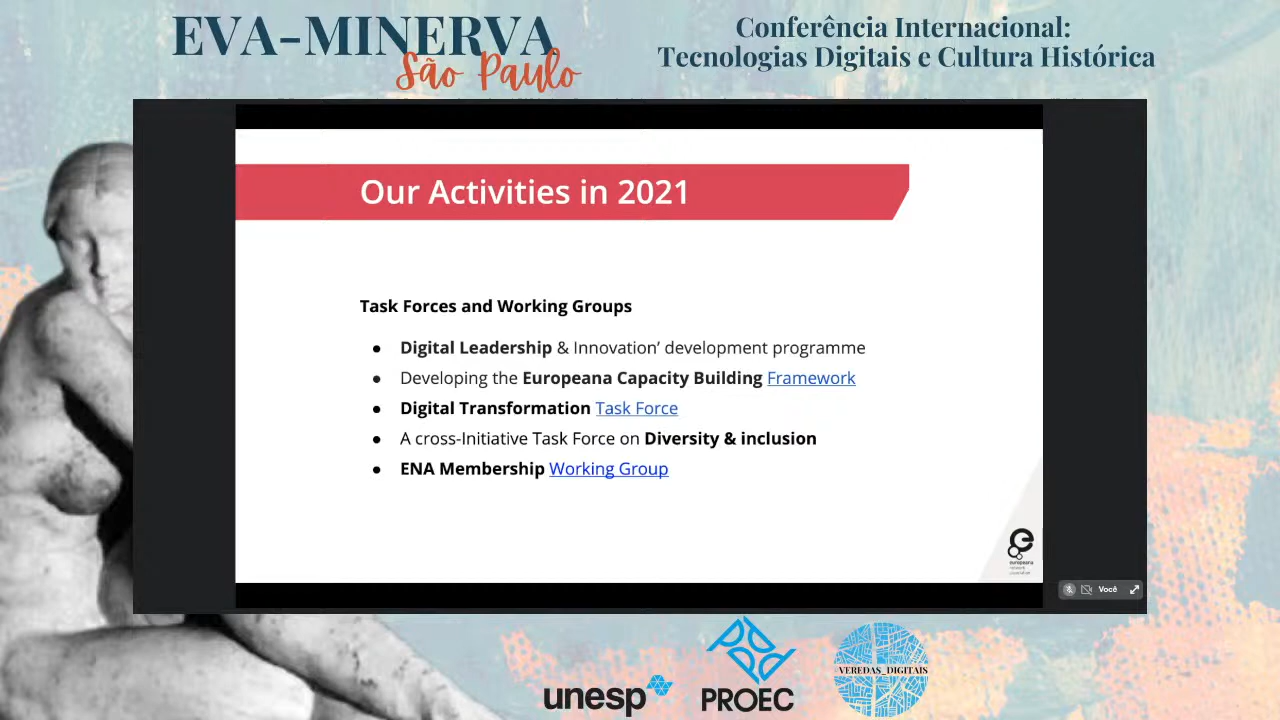 EVA-MINERVA
São Paulo
Conferência Internacional:
Tecnologias Digitais e Cultura Histórica
Our Activities in 2021
Task Forces and Working Groups
● Digital Leadership & Innovation’ development programme
● Developing the Europeana Capacity Building Framework
● Digital Transformation Task Force
● A cross-Initiative Task Force on Diversity & inclusion
● ENA Membership Working Group
europeana
Você
unesp
PROEC
VEREDAS_DIGITAIS